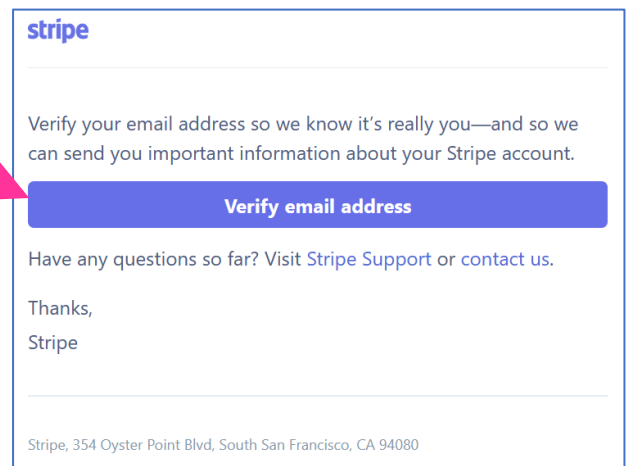 stripe
Verify your email address so we know it’s really you—and so we
can send you important information about your Stripe account.
Verify email address
Have any questions so far? Visit Stripe Support or contact us.
Thanks,
Stripe
Stripe, 354 Oyster Point Blvd, South San Francisco, CA 94080